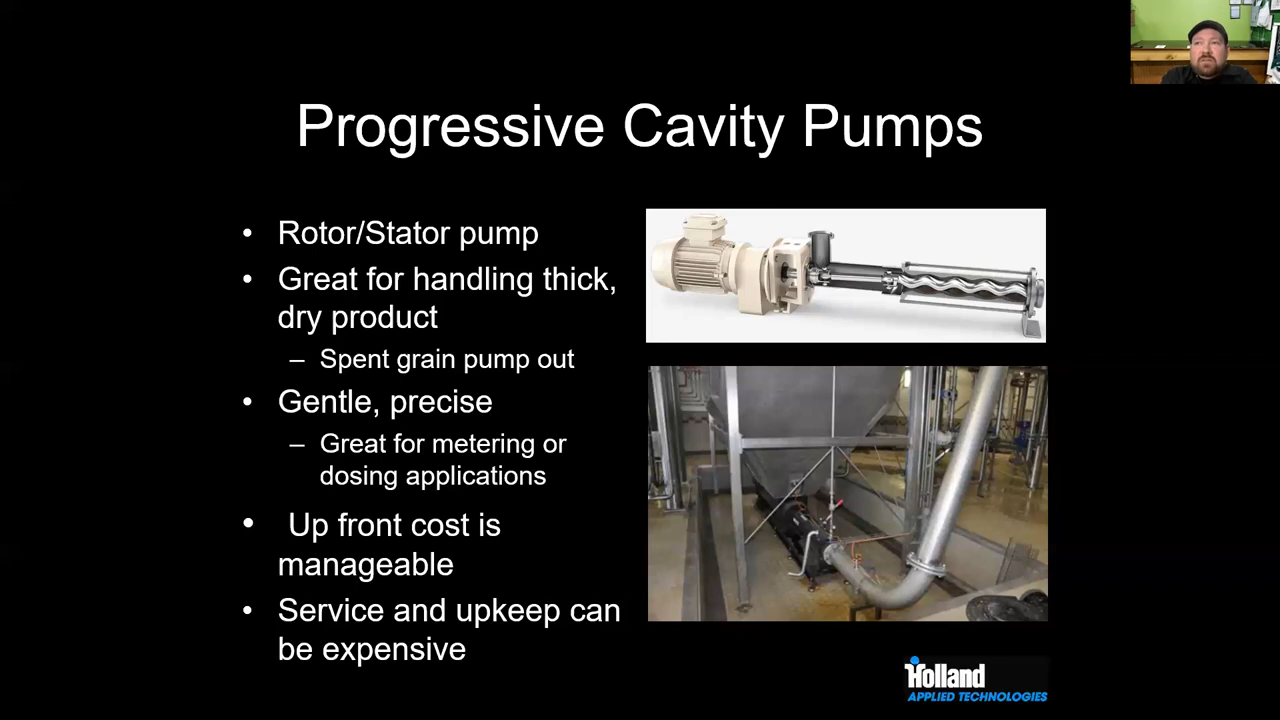 Progressive Cavity Pumps
• Rotor/Stator pump
• Great for handling thick,
dry product
– Spent grain pump out
• Gentle, precise
– Great for metering or
dosing applications
• Up front cost is
manageable
• Service and upkeep can
be expensive
Holland
APPLIED TECHNOLOGIES